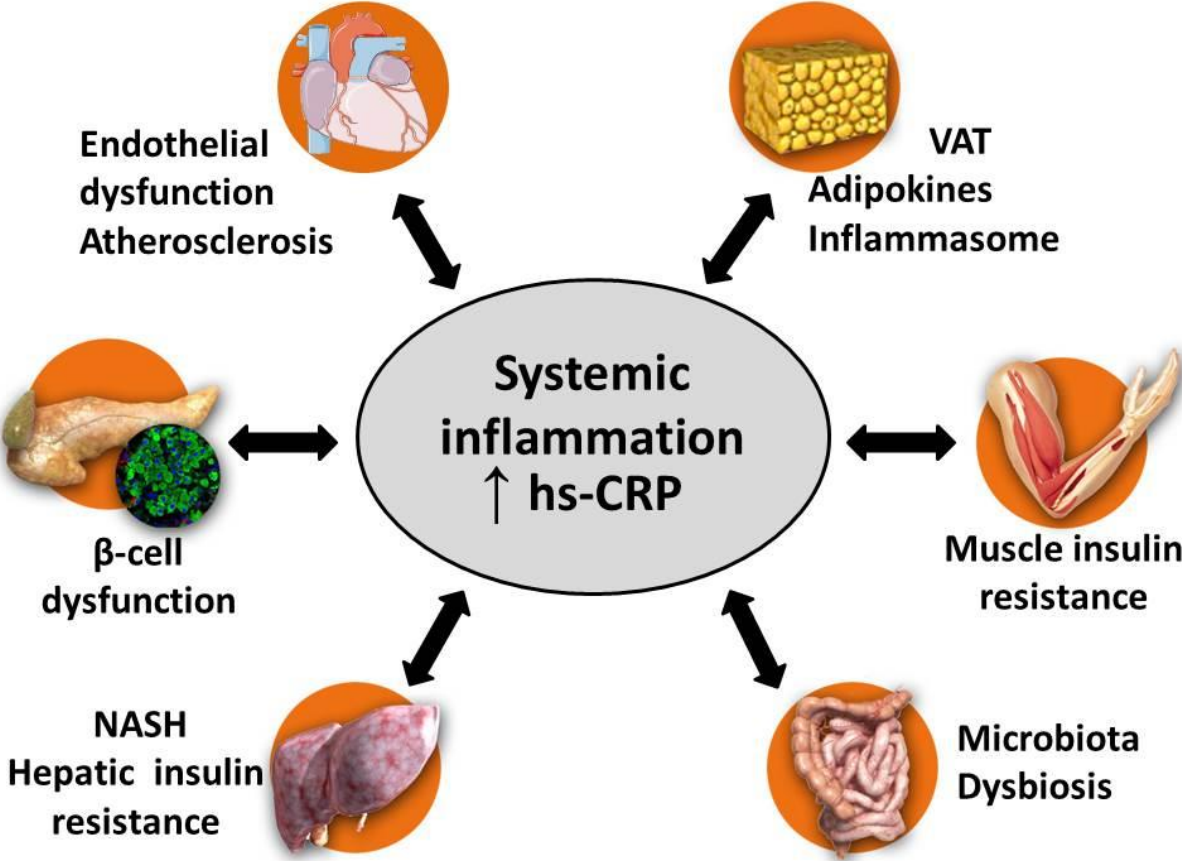 Endothelial
dysfunction
Atherosclerosis
VAT
Adipokines
Inflammasome
Systemic
inflammation
↑ hs-CRP
β-cell
dysfunction
Muscle insulin
resistance
NASH
Hepatic insulin
resistance
Microbiota
Dysbiosis